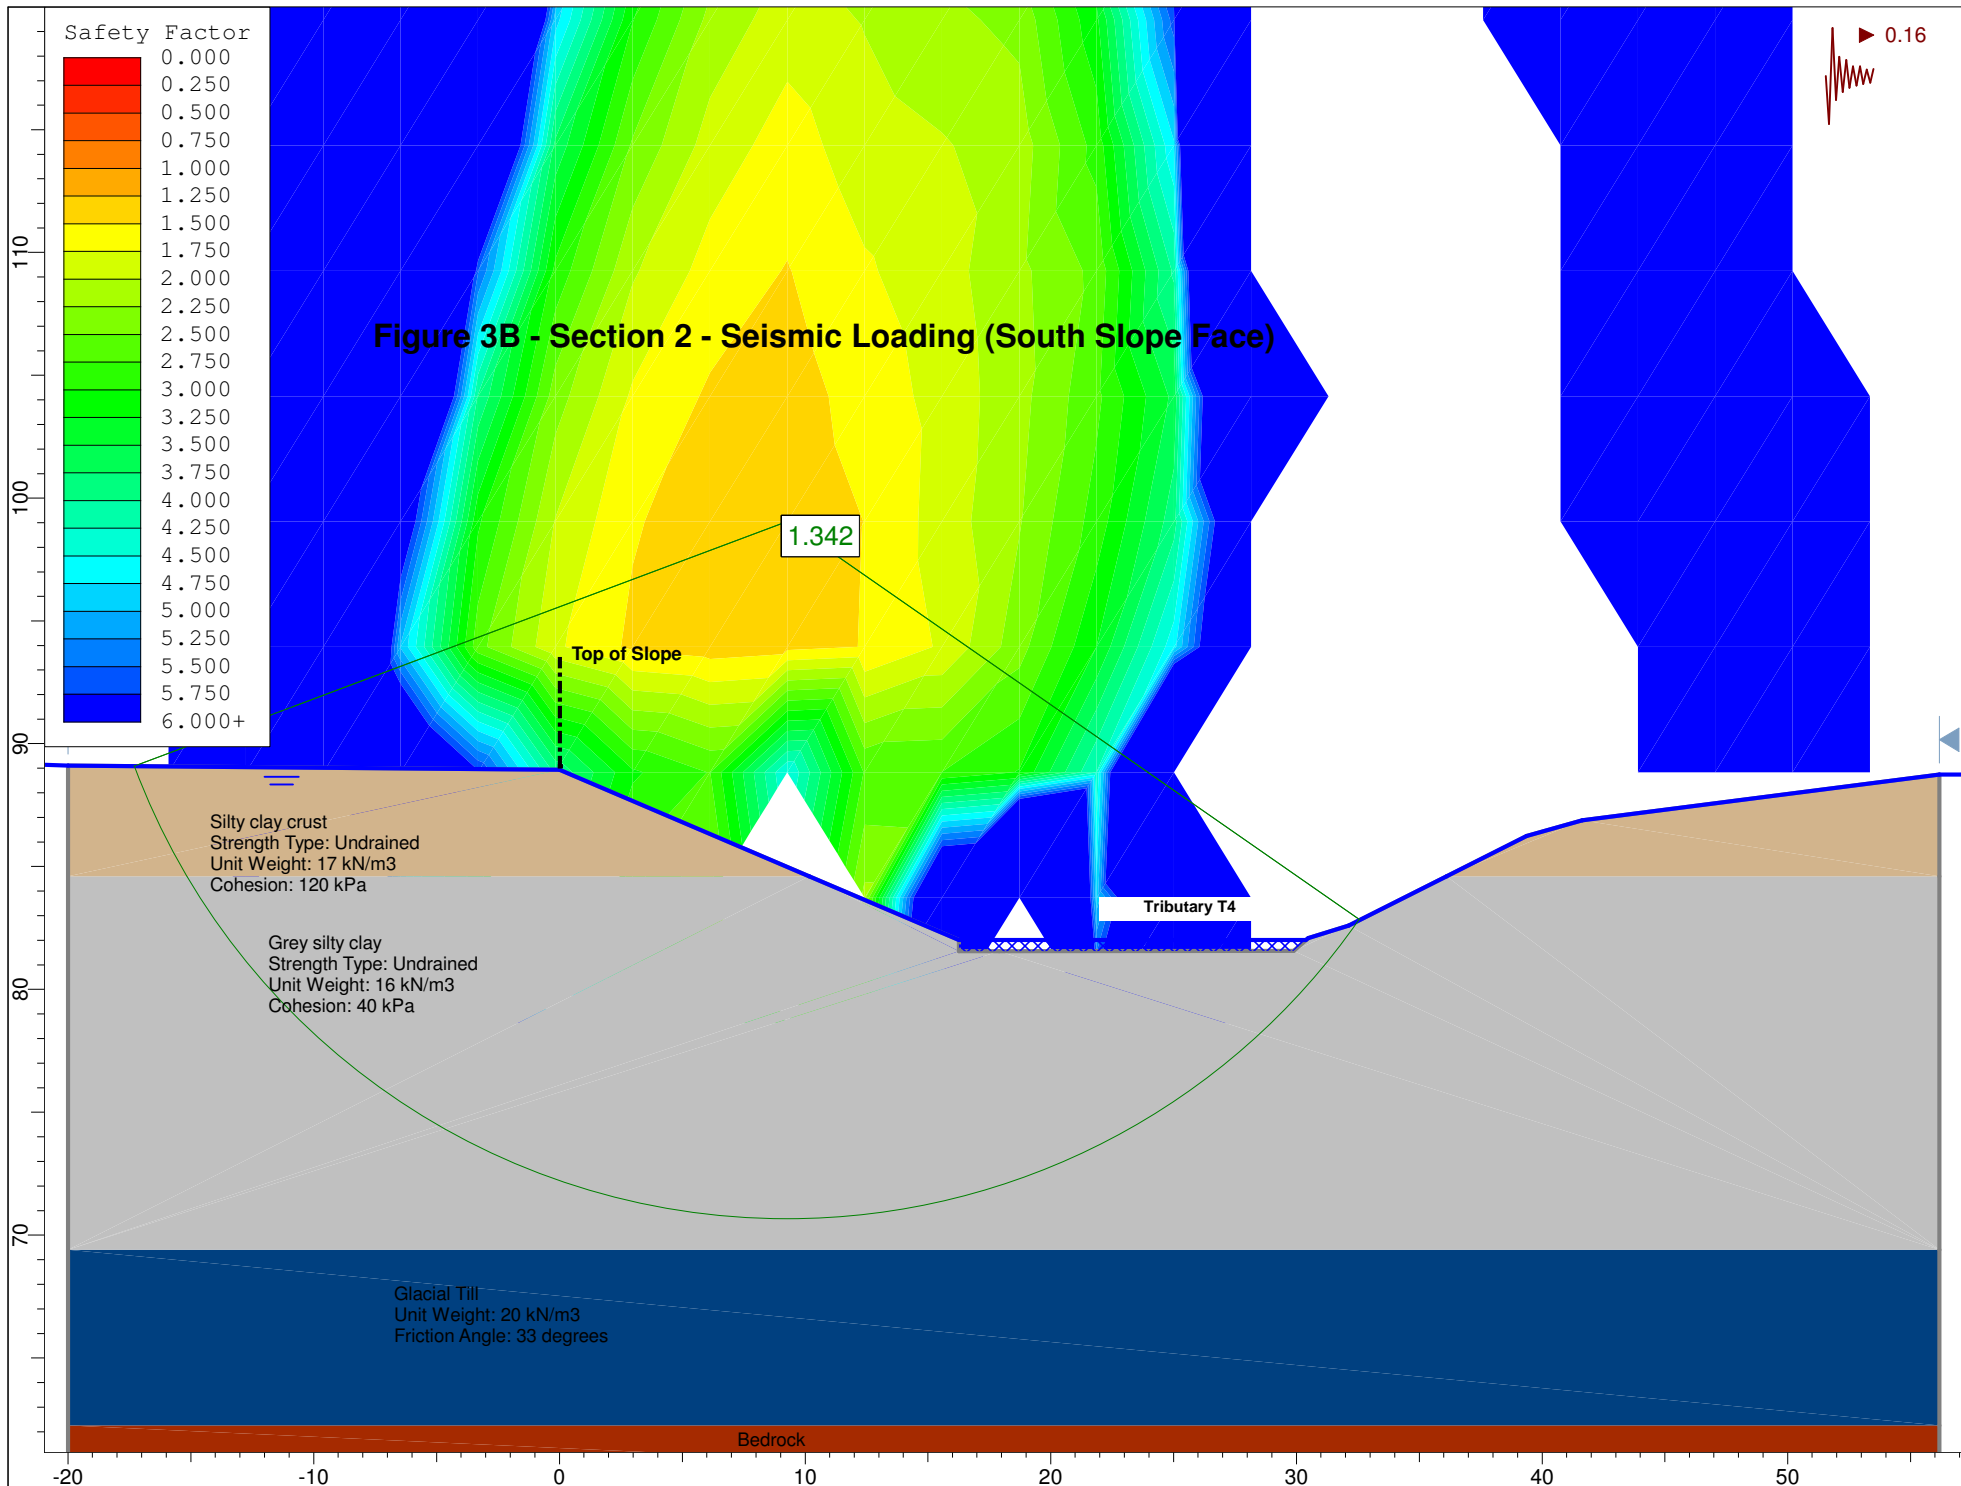 Safety Factor
0.000
0.250
0.500
0.750
1.000
1.250
1.500
1.750
2.000
2.250
2.500
2.750
3.000
3.250
3.500
3.750
4.000
4.250
4.500
4.750
5.000
5.250
5.500
5.750
6.000+
0.16
Figure 3B - Section 2 - Seismic Loading (South Slope Face)
1.342
Top of Slope
Silty clay crust
Strength Type: Undrained
Unit Weight: 17 kN/m3
Cohesion: 120 kPa
Tributary T4
Grey silty clay
Strength Type: Undrained
Unit Weight: 16 kN/m3
Cohesion: 40 kPa
Glacial Till
Unit Weight: 20 kN/m3
Friction Angle: 33 degrees
Bedrock
110
100
90
80
70
-20 -10 0 10 20 30 40 50